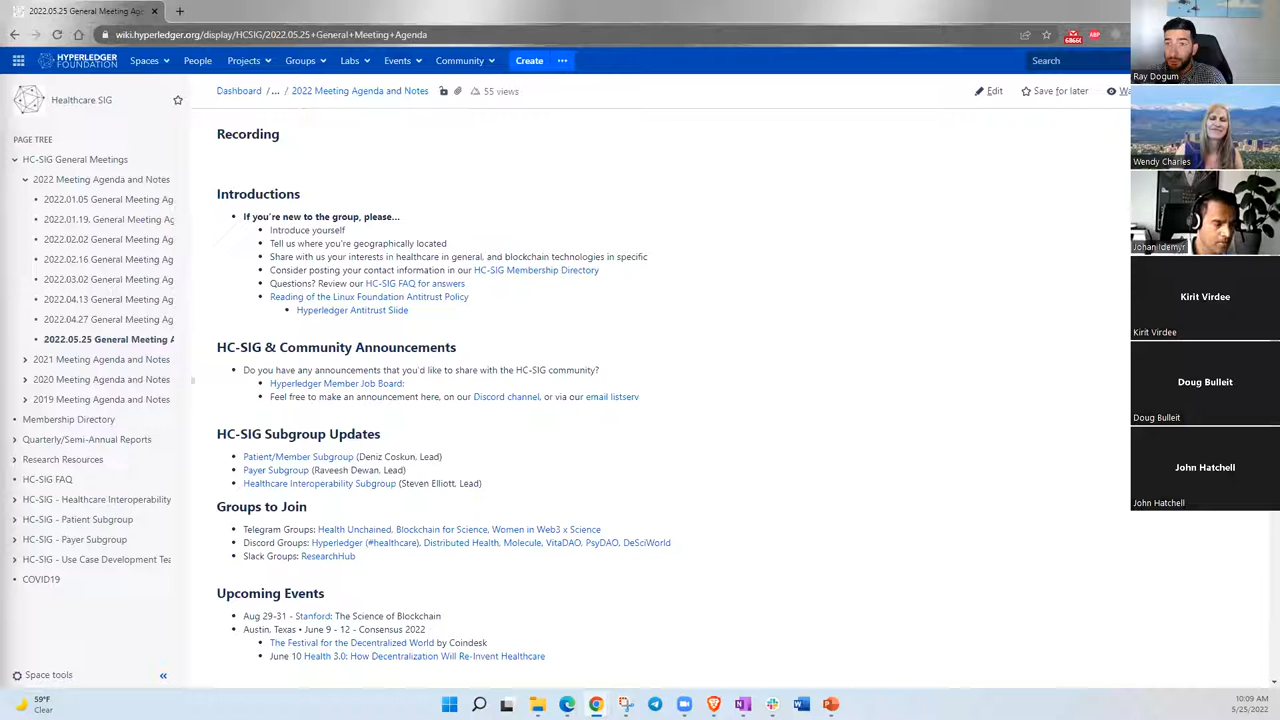 2022.05.25 General Meeting Ag
wiki.hyperledger.org/display/HCSIG/2022.05.25+General+Meeting+Agenda
ABP
HYPERLEDGER
FOUNDATION
Spaces
People
Projects
Groups
Labs
Events
Community
Create
Search
Healthcare SIG
PAGE TREE
HC-SIG General Meetings
2022 Meeting Agenda and Notes
2022.01.05 General Meeting Ag
2022.01.19. General Meeting Ag
2022.02.02 General Meeting Ag
2022.02.16 General Meeting Ag
2022.03.02 General Meeting Ag
2022.04.13 General Meeting Ag
2022.04.27 General Meeting Ag
2022.05.25 General Meeting A
2021 Meeting Agenda and Notes
2020 Meeting Agenda and Notes
2019 Meeting Agenda and Notes
Membership Directory
Quarterly/Semi-Annual Reports
Research Resources
HC-SIG FAQ
HC-SIG - Healthcare Interoperability
HC-SIG - Patient Subgroup
HC-SIG - Payer Subgroup
HC-SIG - Use Case Development Tea
COVID19
Space tools
Dashboard /... / 2022 Meeting Agenda and Notes
55 views
Edit
Save for later
Wa
Recording
Introductions
If you're new to the group, please...
Introduce yourself
Tell us where you're geographically located
Share with us your interests in healthcare in general, and blockchain technologies in specific
Consider posting your contact information in our HC-SIG Membership Directory
Questions? Review our HC-SIG FAQ for answers
Reading of the Linux Foundation Antitrust Policy
Hyperledger Antitrust Slide
HC-SIG & Community Announcements
Do you have any announcements that you'd like to share with the HC-SIG community?
Hyperledger Member Job Board:
Feel free to make an announcement here, on our Discord channel, or via our email listserv
HC-SIG Subgroup Updates
Patient/Member Subgroup (Deniz Coskun, Lead)
Payer Subgroup (Raveesh Dewan, Lead)
Healthcare Interoperability Subgroup (Steven Elliott, Lead)
Groups to Join
Telegram Groups: Health Unchained, Blockchain for Science, Women in Web3 x Science
Discord Groups: Hyperledger (#healthcare), Distributed Health, Molecule, VitaDAO, PsyDAO, DeSciWorld
Slack Groups: ResearchHub
Upcoming Events
Aug 29-31 - Stanford: The Science of Blockchain
Austin, Texas • June 9 - 12 - Consensus 2022
The Festival for the Decentralized World by Coindesk
June 10 Health 3.0: How Decentralization Will Re-Invent Healthcare
Ray Dogum
Wendy Charles
Johan Idemyr
Kirit Virdee
Kirit Virdee
Doug Bulleit
Doug Bulleit
John Hatchell
John Hatchell
59°F
Clear
10:09 AM
5/25/2022